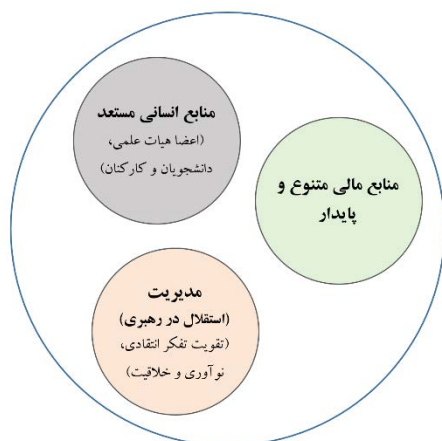 منابع انسانی مستعد
(اعضا هیات علمی،
دانشجویان و کارکنان)
منابع مالی متنوع و
پایدار
مدیریت
(استقلال در رهبری)
(تقویت تفکر انتقادی،
نوآوری و خلاقیت)